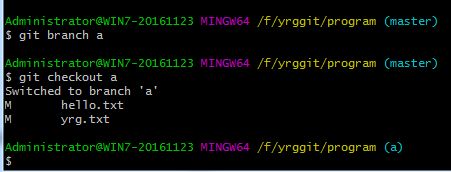 Administrator@WIN7-20161123 MINGW64 /f/yrggit/program (master)
$ git branch a
Administrator@WIN7-20161123 MINGW64 /f/yrggit/program (master)
$ git checkout a
Switched to branch 'a'
M       hello.txt
M       yrg.txt
Administrator@WIN7-20161123 MINGW64 /f/yrggit/program (a)
$